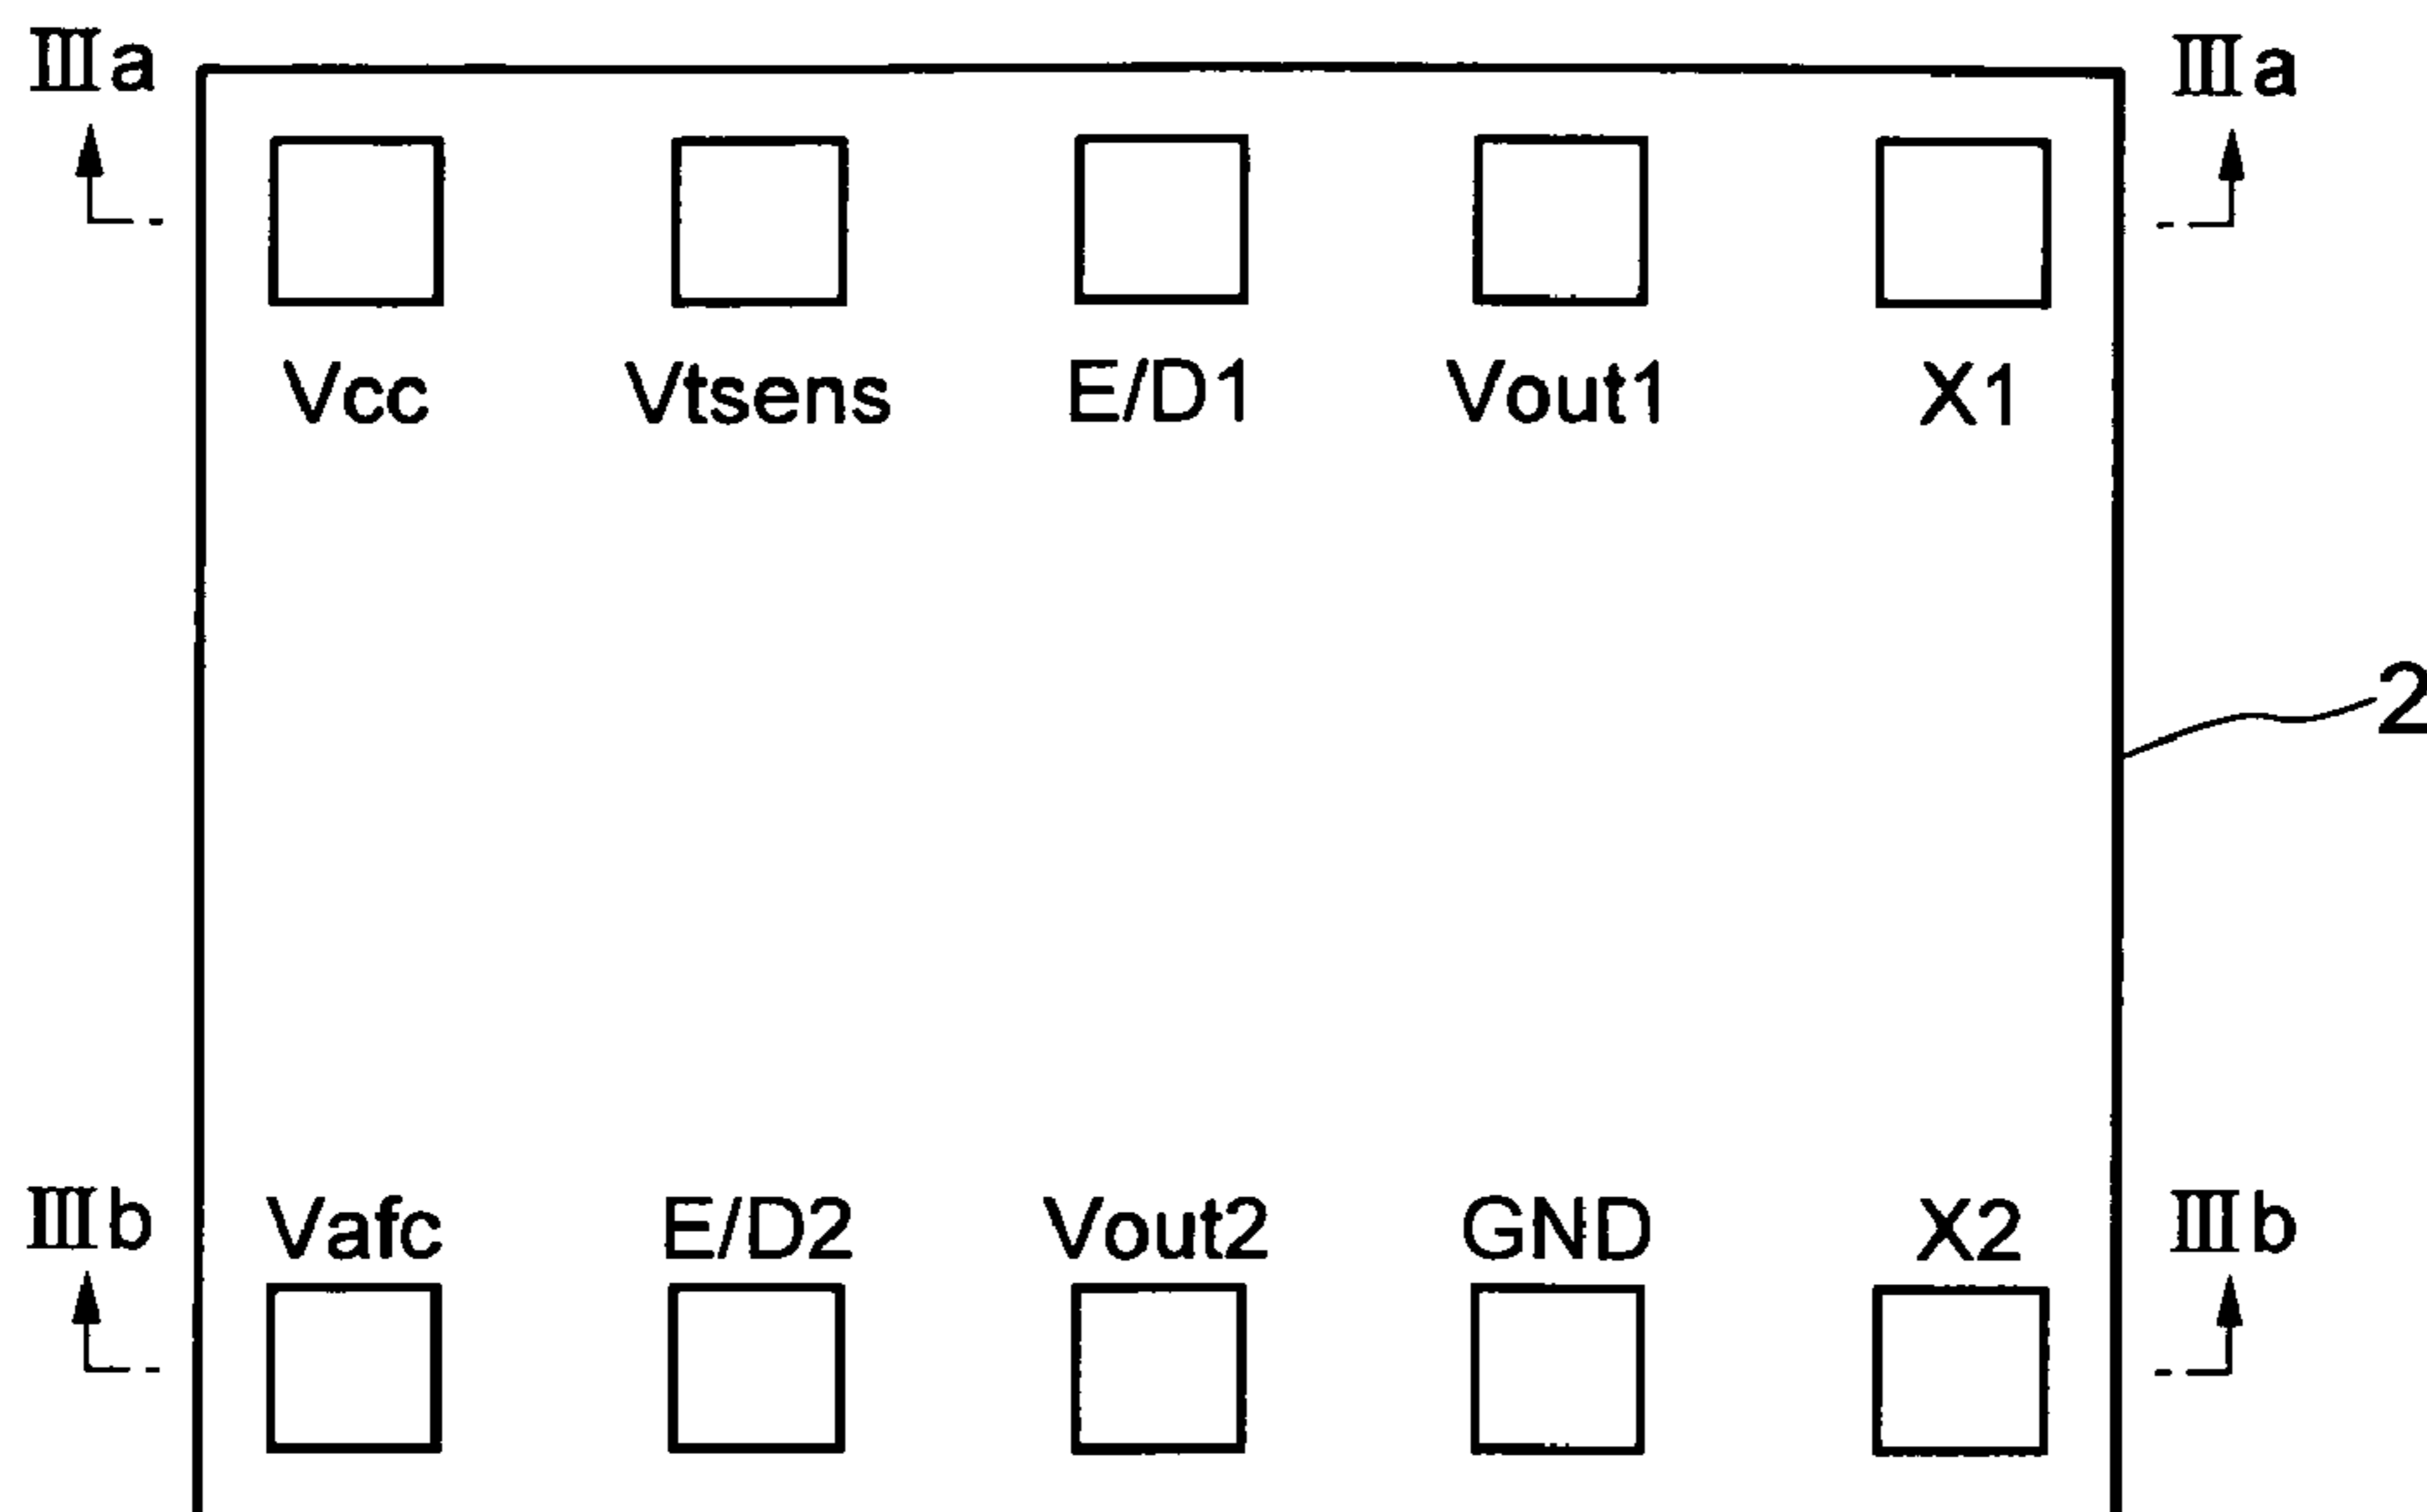 Ⅲa Ⅲa
Vcc Vtsens E/D1 Vout1 X1
2
Ⅲb Vafc E/D2 Vout2 GND X2 Ⅲb